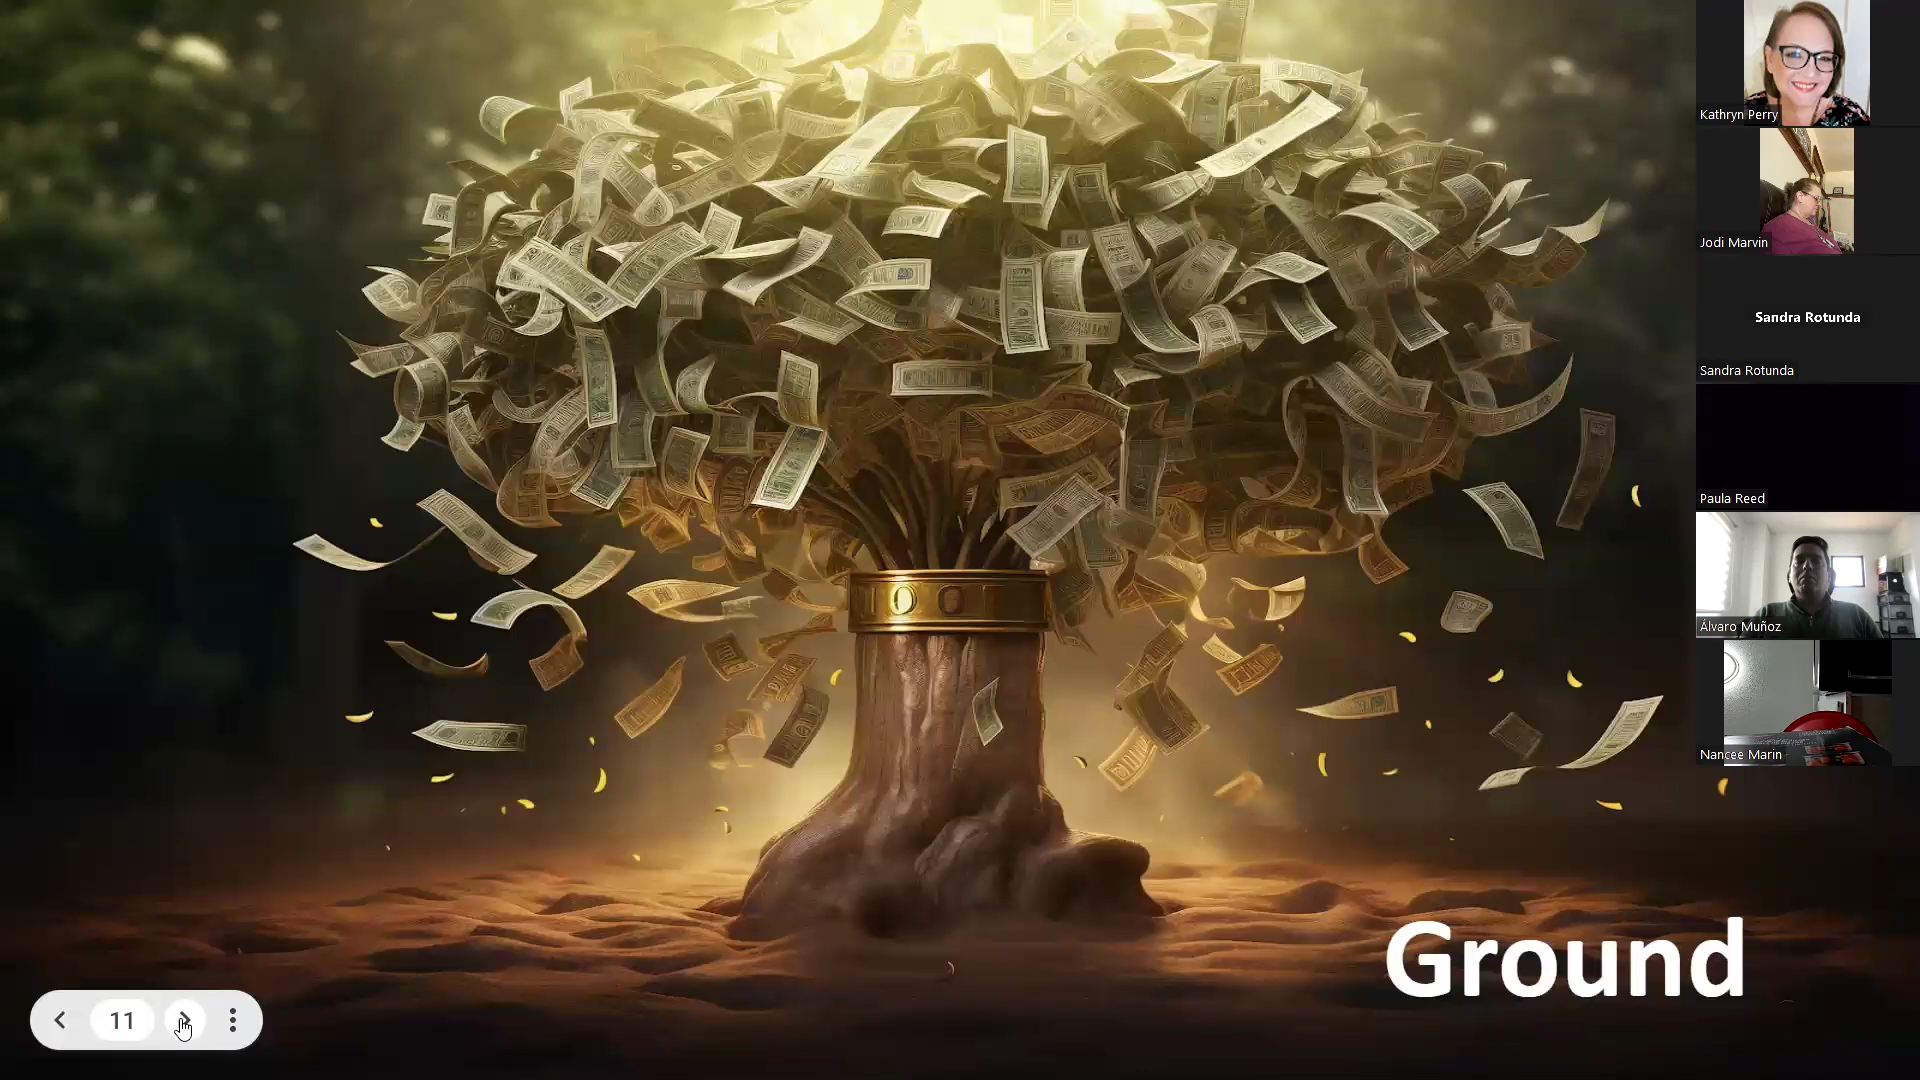 Kathryn Perry
Jodi Marvin
Sandra Rotunda
Sandra Rotunda
Paula Reed
Álvaro Muñoz
Nancee Marin
Ground
11